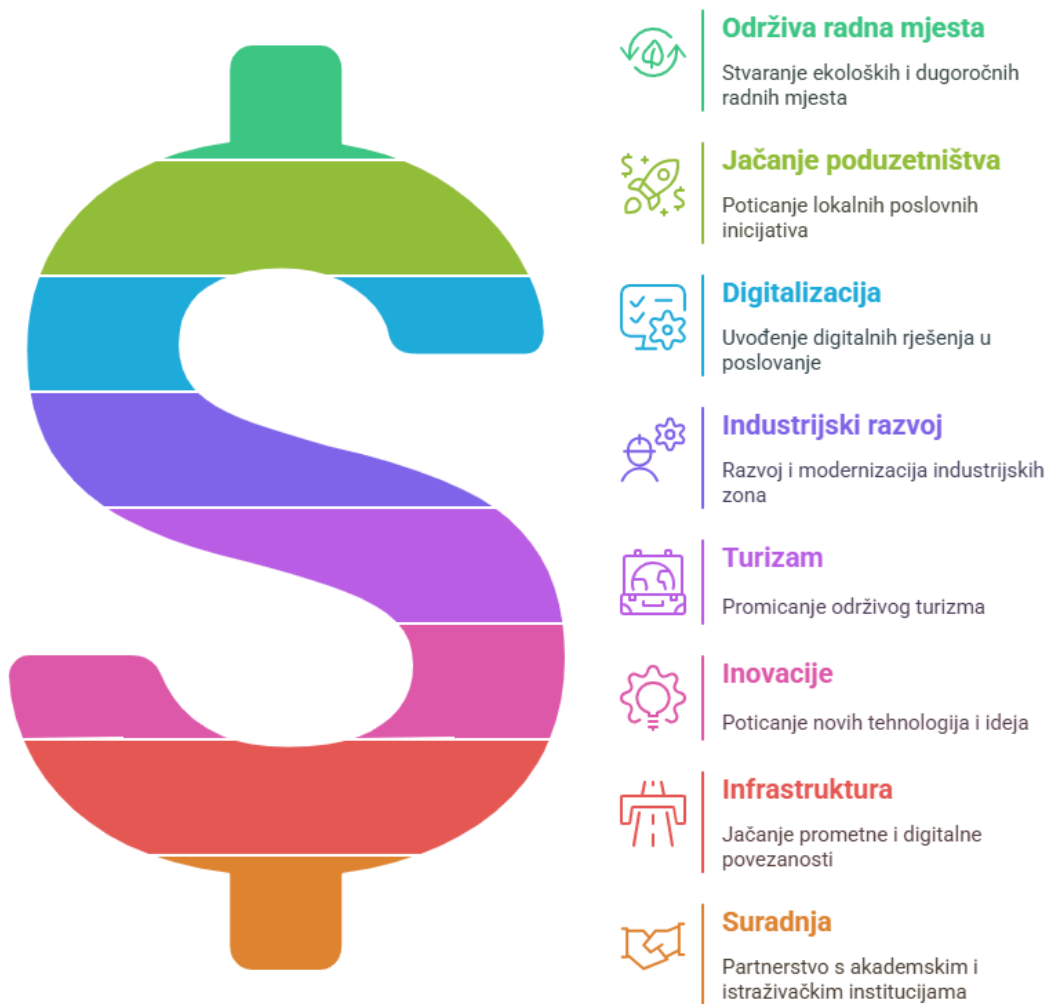 Održiva radna mjesta
Stvaranje ekoloških i dugoročnih
radnih mjesta
Jačanje poduzetništva
Poticanje lokalnih poslovnih
inicijativa
Digitalizacija
Uvođenje digitalnih rješenja u
poslovanje
Industrijski razvoj
Razvoj i modernizacija industrijskih
zona
Turizam
Promicanje održivog turizma
Inovacije
Poticanje novih tehnologija i ideja
Infrastruktura
Jačanje prometne i digitalne
povezanosti
Suradnja
Partnerstvo s akademskim i
istraživačkim institucijama